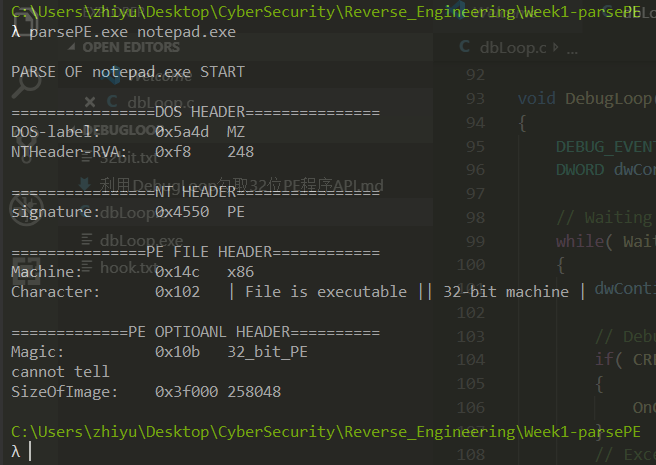 C:\Users\zhiyu\Desktop\CyberSecurity\Reverse_Engineering\Week1-parsePE
λ parsePE.exe notepad.exe
PARSE OF notepad.exe START
================DOS HEADER===============
DOS-label: 0x5a4d MZ
NTHeader-RVA: 0xf8 248
================NT HEADER================
signature: 0x4550 PE
===============PE FILE HEADER============
Machine: 0x14c x86
Character: 0x102 | File is executable || 32-bit machine |
=============PE OPTIOANL HEADER==========
Magic: 0x10b 32_bit_PE
cannot tell
SizeOfImage: 0x3f000 258048
C:\Users\zhiyu\Desktop\CyberSecurity\Reverse_Engineering\Week1-parsePE
λ
OPEN EDITORS
Welcome
dbLoop.c
DEBUGLOOP
32bit.txt
利用DebugLoop勾取32位PE程序API.md
dbLoop.c
dbLoop.exe
hook.txt
dbLoop.c ...
92
93 void DebugLoop(
94 {
95 DEBUG_EVENT
96 DWORD dwCon
97
98 // Waiting
99 while( Wait
100 {
101 dwConti
102
103 // Debu
104 if( CRE
105 {
106 OnC
107 }
108 // Exce